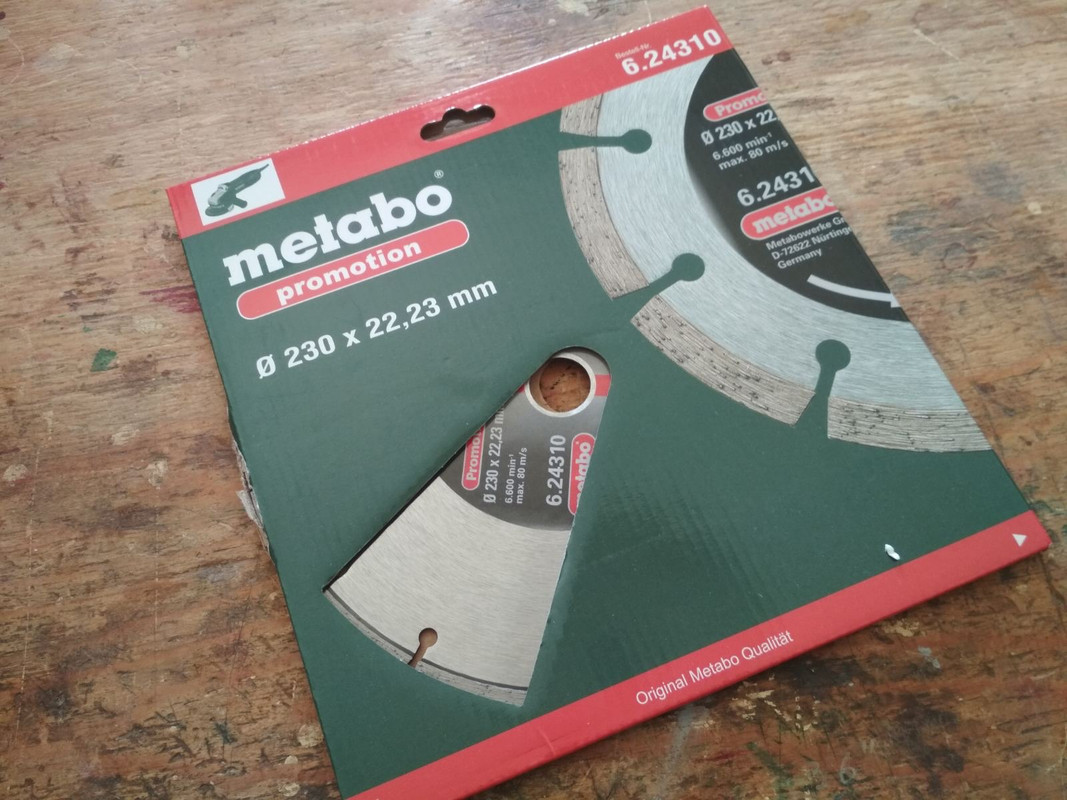 Bestell-Nr.
6.24310
metabo®
promotion
Ø 230 x 22,23 mm
Promo
Ø 230 x 22
6.600 min⁻¹
max. 80 m/s
6.2431
metabo
Metabowerke G
D-72622 Nürting
Germany
Promo
Ø 230 x 22,23 m
6.600 min⁻¹
max. 80 m/s
6.24310
metabo®
Original Metabo Qualität